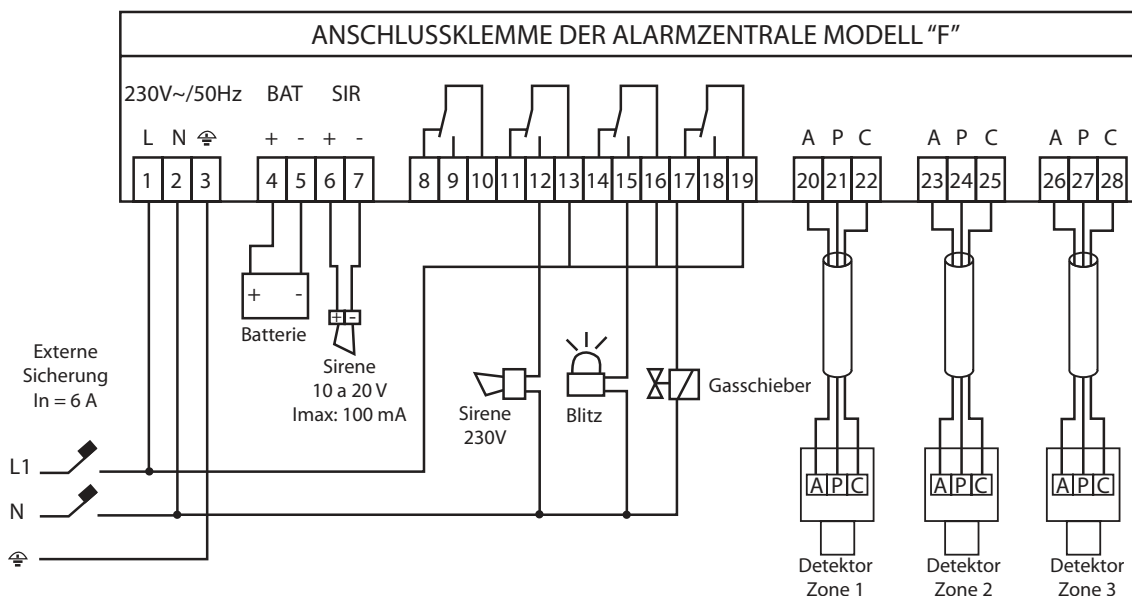 ANSCHLUSSKLEMME DER ALARMZENTRALE MODELL “F”
230V~/50Hz BAT SIR
L N + - + - A P C A P C A P C
1 2 3 4 5 6 7 8 9 10 11 12 13 14 15 16 17 18 19 20 21 22 23 24 25 26 27 28
+ -
Batterie
+ -
Sirene
10 a 20 V
Imax: 100 mA
Sirene
230V
Blitz
Gasschieber
Externe
Sicherung
In = 6 A
L1
N
A P C A P C A P C
Detektor
Zone 1
Detektor
Zone 2
Detektor
Zone 3